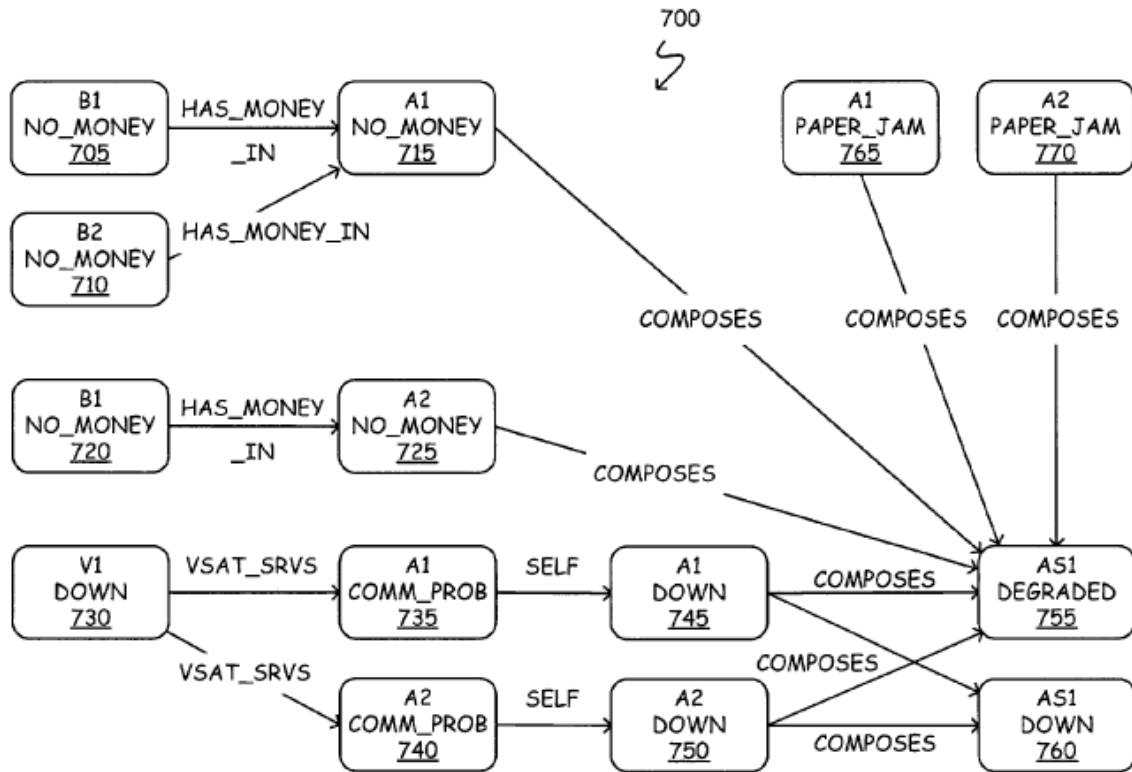 700
B1
NO_MONEY
705
HAS_MONEY
_IN
A1
NO_MONEY
715
A1
PAPER_JAM
765
A2
PAPER_JAM
770
B2
NO_MONEY
710
HAS_MONEY_IN
COMPOSES
COMPOSES
COMPOSES
B1
NO_MONEY
720
HAS_MONEY
_IN
A2
NO_MONEY
725
COMPOSES
V1
DOWN
730
VSAT_SRVS
A1
COMM_PROB
735
SELF
A1
DOWN
745
COMPOSES
AS1
DEGRADED
755
VSAT_SRVS
A2
COMM_PROB
740
SELF
A2
DOWN
750
COMPOSES
COMPOSES
AS1
DOWN
760